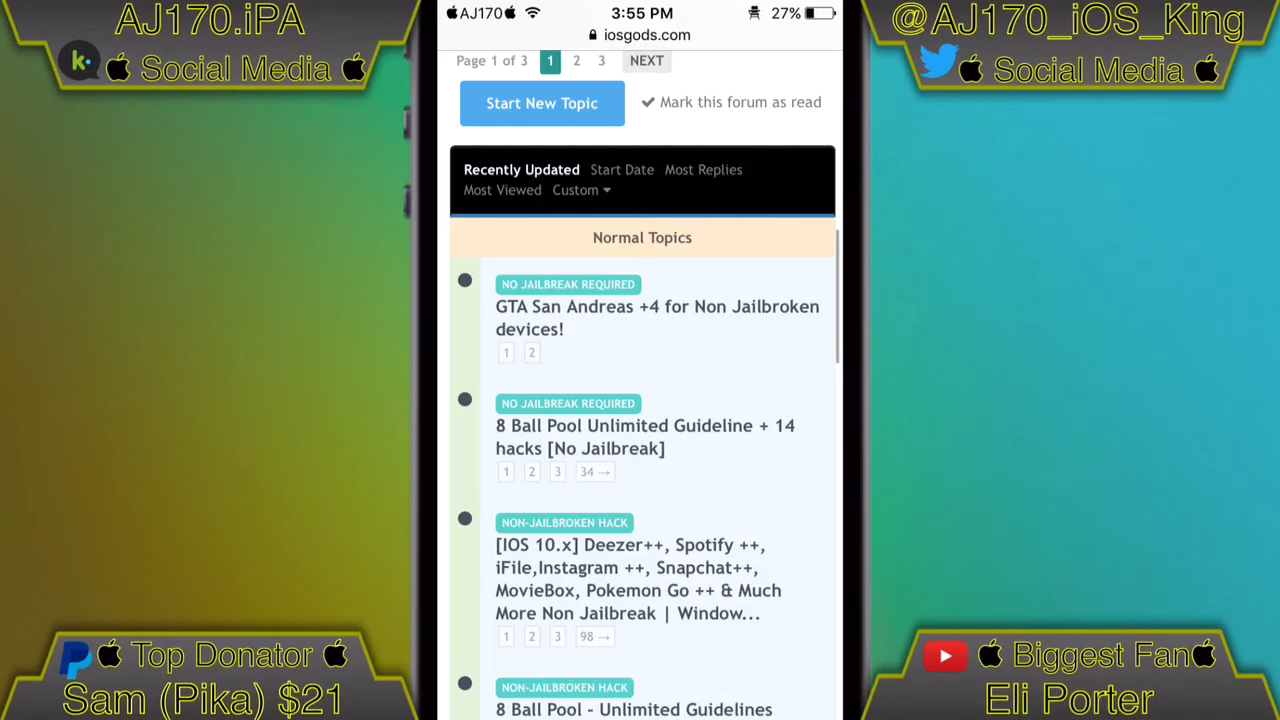 AJ170.iPA
k.
Social Media
@AJ170_iOS_King
Social Media
AJ170
3:55 PM
27%
iosgods.com
Page 1 of 3 1 2 3 NEXT
Start New Topic
Mark this forum as read
Recently Updated Start Date Most Replies
Most Viewed Custom
Normal Topics
NO JAILBREAK REQUIRED
GTA San Andreas +4 for Non Jailbroken
devices!
1 2
NO JAILBREAK REQUIRED
8 Ball Pool Unlimited Guideline + 14
hacks [No Jailbreak]
1 2 3 34 →
NON-JAILBROKEN HACK
[IOS 10.x] Deezer++, Spotify ++,
iFile,Instagram ++, Snapchat++,
MovieBox, Pokemon Go ++ & Much
More Non Jailbreak | Window...
1 2 3 98 →
NON-JAILBROKEN HACK
8 Ball Pool - Unlimited Guidelines
Top Donator
Sam (Pika) $21
Biggest Fan
Eli Porter